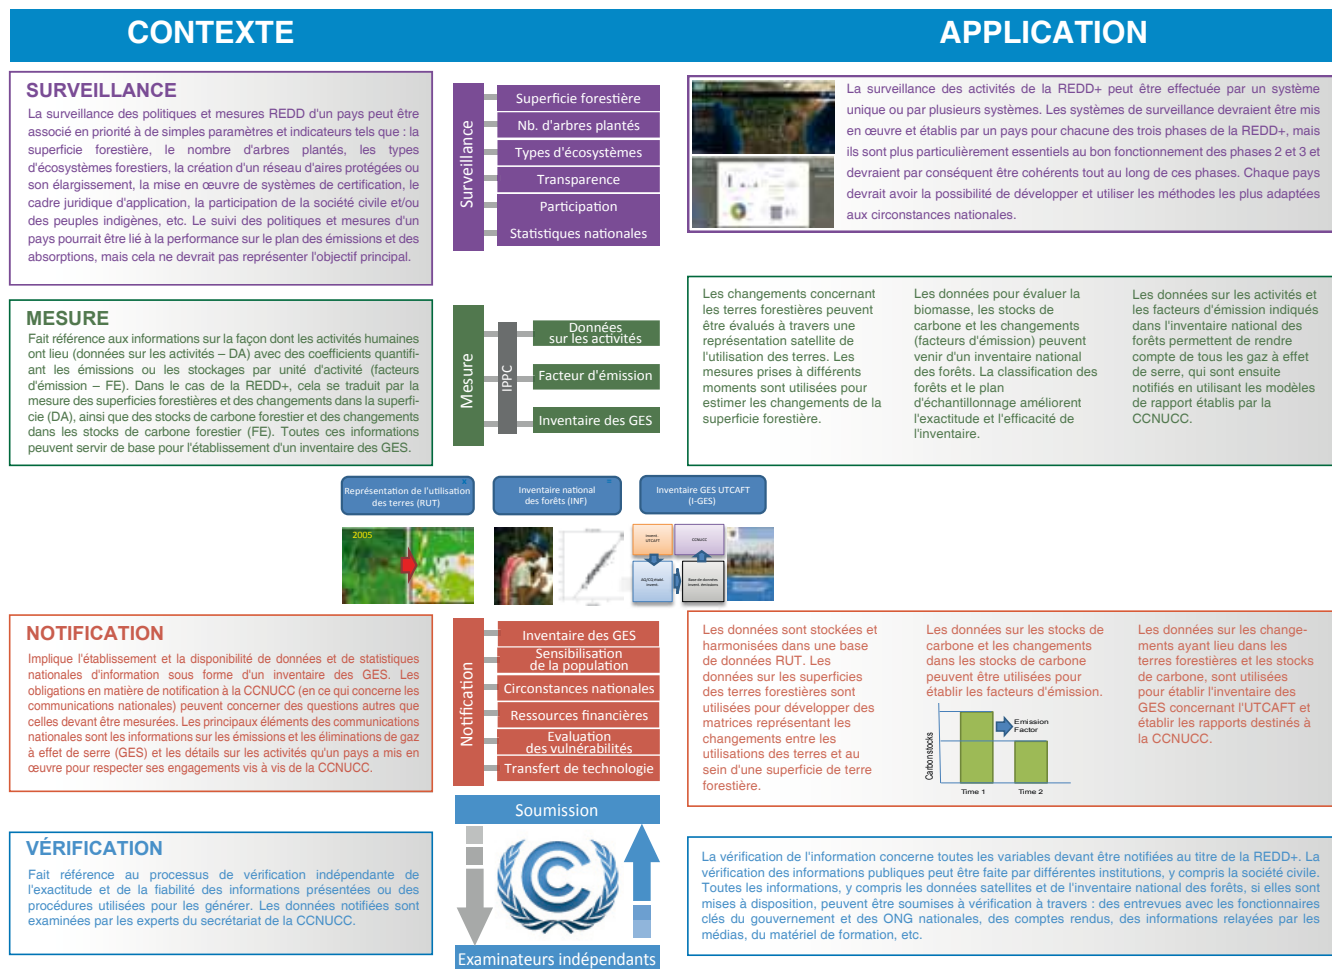 CONTEXTE
APPLICATION
SURVEILLANCE
La surveillance des politiques et mesures REDD d'un pays peut être
associé en priorité à de simples paramètres et indicateurs tels que : la
superficie forestière, le nombre d'arbres plantés, les types
d'écosystèmes forestiers, la création d'un réseau d'aires protégées ou
son élargissement, la mise en œuvre de systèmes de certification, le
cadre juridique d'application, la participation de la société civile et/ou
des peuples indigènes, etc. Le suivi des politiques et mesures d'un
pays pourrait être lié à la performance sur le plan des émissions et des
absorptions, mais cela ne devrait pas représenter l'objectif principal.
Surveillance
Superficie forestière
Nb. d'arbres plantés
Types d'écosystèmes
Transparence
Participation
Statistiques nationales
La surveillance des activités de la REDD+ peut être effectuée par un système
unique ou par plusieurs systèmes. Les systèmes de surveillance devraient être mis
en œuvre et établis par un pays pour chacune des trois phases de la REDD+, mais
ils sont plus particulièrement essentiels au bon fonctionnement des phases 2 et 3 et
devraient par conséquent être cohérents tout au long de ces phases. Chaque pays
devrait avoir la possibilité de développer et utiliser les méthodes les plus adaptées
aux circonstances nationales.
MESURE
Fait référence aux informations sur la façon dont les activités humaines
ont lieu (données sur les activités – DA) avec des coefficients quantifi-
ant les émissions ou les stockages par unité d'activité (facteurs
d'émission – FE). Dans le cas de la REDD+, cela se traduit par la
mesure des superficies forestières et des changements dans la superfi-
cie (DA), ainsi que des stocks de carbone forestier et des changements
dans les stocks de carbone forestier (FE). Toutes ces informations
peuvent servir de base pour l'établissement d'un inventaire des GES.
Mesure
IPPC
Données
sur les activités
Facteur d'émission
Inventaire des GES
Les changements concernant
les terres forestières peuvent
être évalués à travers une
représentation satellite de
l'utilisation des terres. Les
mesures prises à différents
moments sont utilisées pour
estimer les changements de la
superficie forestière.
Les données pour évaluer la
biomasse, les stocks de
carbone et les changements
(facteurs d'émission) peuvent
venir d'un inventaire national
des forêts. La classification des
forêts et le plan
d'échantillonnage améliorent
l'exactitude et l'efficacité de
l'inventaire.
Les données sur les activités et
les facteurs d'émission indiqués
dans l'inventaire national des
forêts permettent de rendre
compte de tous les gaz à effet
de serre, qui sont ensuite
notifiés en utilisant les modèles
de rapport établis par la
CCNUCC.
Représentation de l'utilisation
des terres (RUT)
Inventaire national
des forêts (INF)
Inventaire GES UTCAFT
(I-GES)
2005
Invent.
UTCAFT
CCNUCC
Invent.
Base de données
invent. émissions
NOTIFICATION
Implique l'établissement et la disponibilité de données et de statistiques
nationales d'information sous forme d'un inventaire des GES. Les
obligations en matière de notification à la CCNUCC (en ce qui concerne les
communications nationales) peuvent concerner des questions autres que
celles devant être mesurées. Les principaux éléments des communications
nationales sont les informations sur les émissions et les éliminations de gaz
à effet de serre (GES) et les détails sur les activités qu'un pays a mis en
œuvre pour respecter ses engagements vis à vis de la CCNUCC.
Notification
Inventaire des GES
Sensibilisation
de la population
Circonstances nationales
Ressources financières
Evaluation
des vulnérabilités
Transfert de technologie
Les données sont stockées et
harmonisées dans une base
de données RUT. Les
données sur les superficies
des terres forestières sont
utilisées pour développer des
matrices représentant les
changements entre les
utilisations des terres et au
sein d'une superficie de terre
forestière.
Les données sur les stocks de
carbone et les changements
dans les stocks de carbone
peuvent être utilisées pour
établir les facteurs d'émission.
Carbonstocks
Emission
Factor
Time 1
Time 2
Les données sur les change-
ments ayant lieu dans les
terres forestières et les stocks
de carbone, sont utilisées
pour établir l'inventaire des
GES concernant l'UTCAFT et
établir les rapports destinés à
la CCNUCC.
Soumission
Examinateurs indépendants
VÉRIFICATION
Fait référence au processus de vérification indépendante de
l'exactitude et de la fiabilité des informations présentées ou des
procédures utilisées pour les générer. Les données notifiées sont
examinées par les experts du secrétariat de la CCNUCC.
La vérification de l'information concerne toutes les variables devant être notifiées au titre de la REDD+. La
vérification des informations publiques peut être faite par différentes institutions, y compris la société civile.
Toutes les informations, y compris les données satellites et de l'inventaire national des forêts, si elles sont
mises à disposition, peuvent être soumises à vérification à travers : des entrevues avec les fonctionnaires
clés du gouvernement et des ONG nationales, des comptes rendus, des informations relayées par les
médias, du matériel de formation, etc.